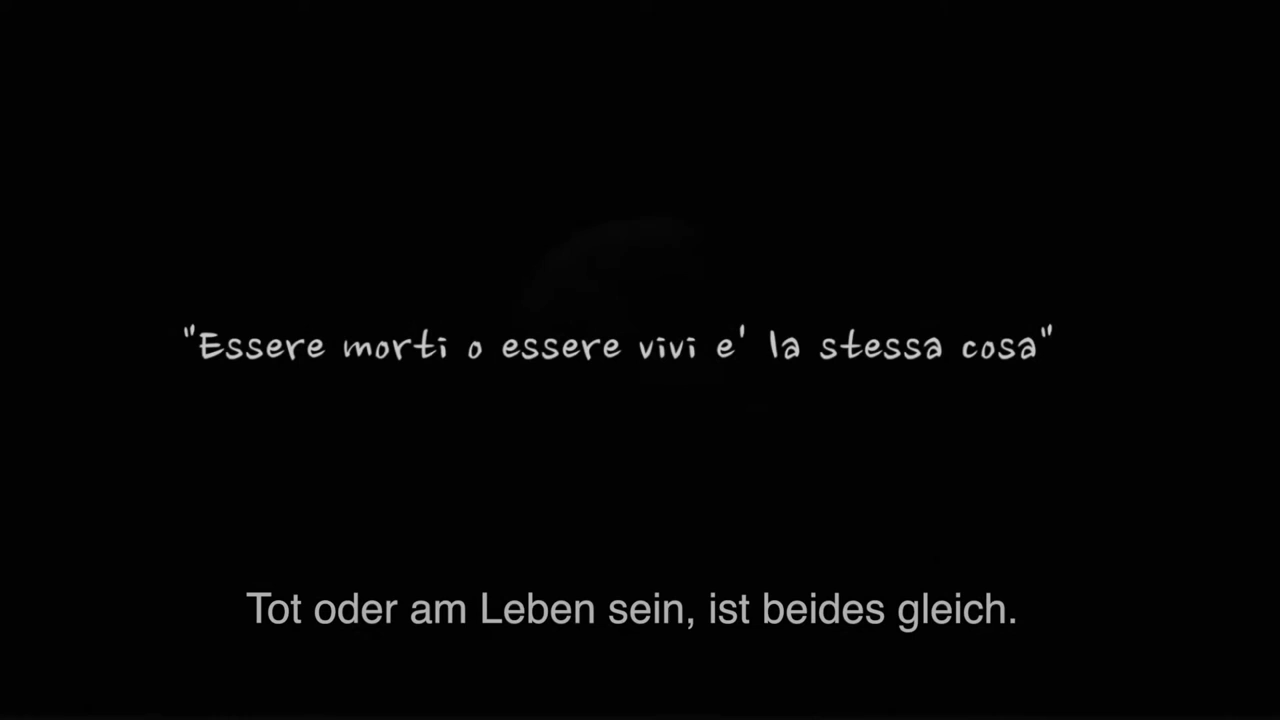 "Essere morti o essere vivi e' la stessa cosa"
Tot oder am Leben sein, ist beides gleich.